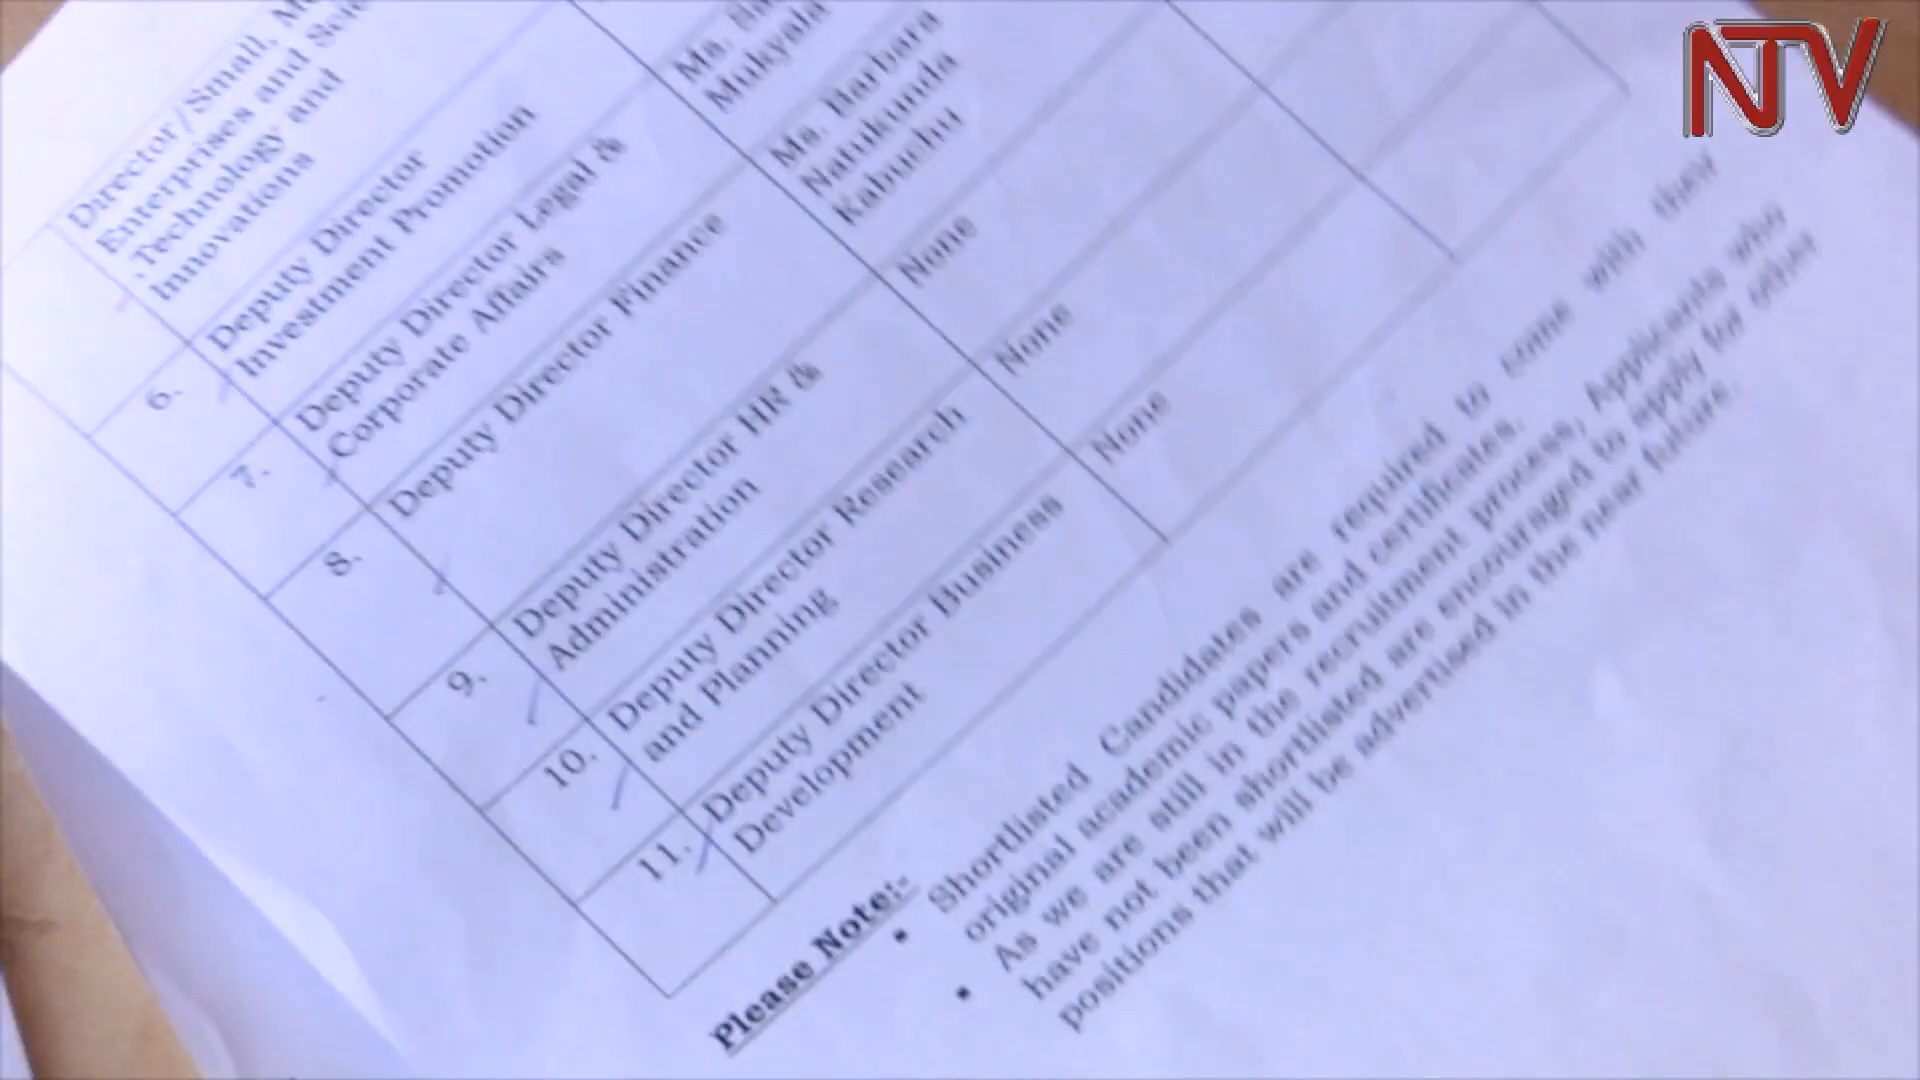 NTV
Director/Small,
Enterprises and
,Technology and
Innovations
6.
Deputy Director
Investment Promotion
Ms.
Mukyala
7.
Deputy Director Legal &
Corporate Affairs
Ms. Barbara
Natukunda
Kabuchu
8.
Deputy Director Finance
None
9.
Deputy Director HR &
Administration
None
10.
Deputy Director Research
and Planning
None
11.
Deputy Director Business
Development
Please Note:-
• Shortlisted Candidates are required to come with their
original academic papers and certificates.
• As we are still in the recruitment process, Applicants who
have not been shortlisted are encouraged to apply for other
positions that will be advertised in the near future.